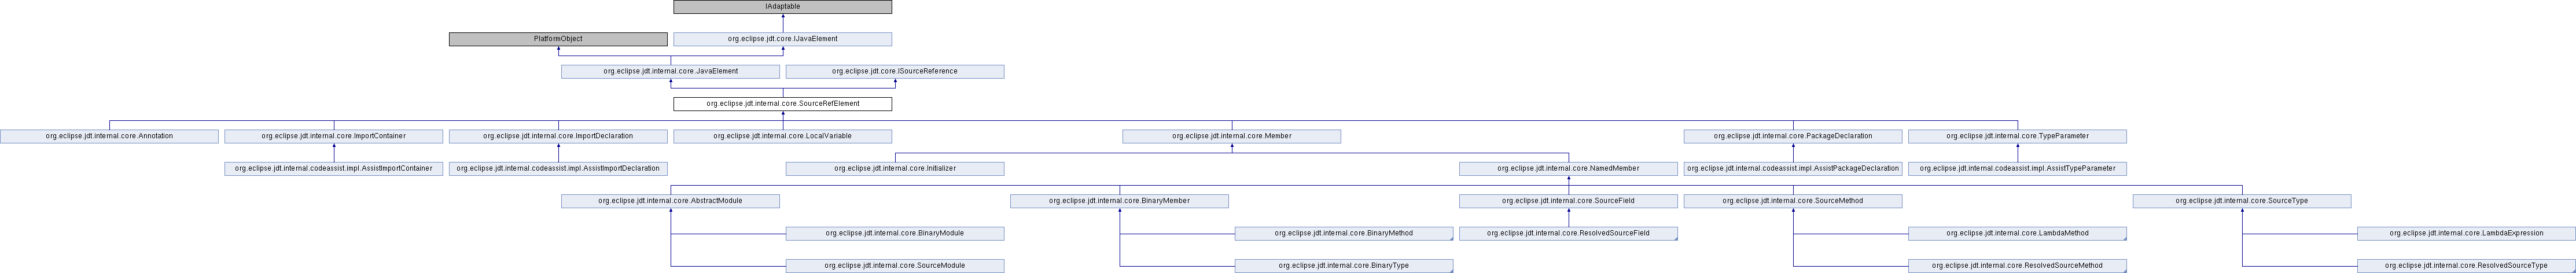 IAdaptable
PlatformObject
org.eclipse.jdt.core.IJavaElement
org.eclipse.jdt.internal.core.JavaElement
org.eclipse.jdt.core.ISourceReference
org.eclipse.jdt.internal.core.SourceRefElement
org.eclipse.jdt.internal.core.Annotation
org.eclipse.jdt.internal.core.ImportContainer
org.eclipse.jdt.internal.core.ImportDeclaration
org.eclipse.jdt.internal.core.LocalVariable
org.eclipse.jdt.internal.core.Member
org.eclipse.jdt.internal.core.PackageDeclaration
org.eclipse.jdt.internal.core.TypeParameter
org.eclipse.jdt.internal.codeassist.impl.AssistImportContainer
org.eclipse.jdt.internal.codeassist.impl.AssistImportDeclaration
org.eclipse.jdt.internal.core.Initializer
org.eclipse.jdt.internal.core.NamedMember
org.eclipse.jdt.internal.codeassist.impl.AssistPackageDeclaration
org.eclipse.jdt.internal.codeassist.impl.AssistTypeParameter
org.eclipse.jdt.internal.core.AbstractModule
org.eclipse.jdt.internal.core.BinaryMember
org.eclipse.jdt.internal.core.SourceField
org.eclipse.jdt.internal.core.SourceMethod
org.eclipse.jdt.internal.core.SourceType
org.eclipse.jdt.internal.core.BinaryModule
org.eclipse.jdt.internal.core.BinaryMethod
org.eclipse.jdt.internal.core.ResolvedSourceField
org.eclipse.jdt.internal.core.LambdaMethod
org.eclipse.jdt.internal.core.LambdaExpression
org.eclipse.jdt.internal.core.SourceModule
org.eclipse.jdt.internal.core.BinaryType
org.eclipse.jdt.internal.core.ResolvedSourceMethod
org.eclipse.jdt.internal.core.ResolvedSourceType